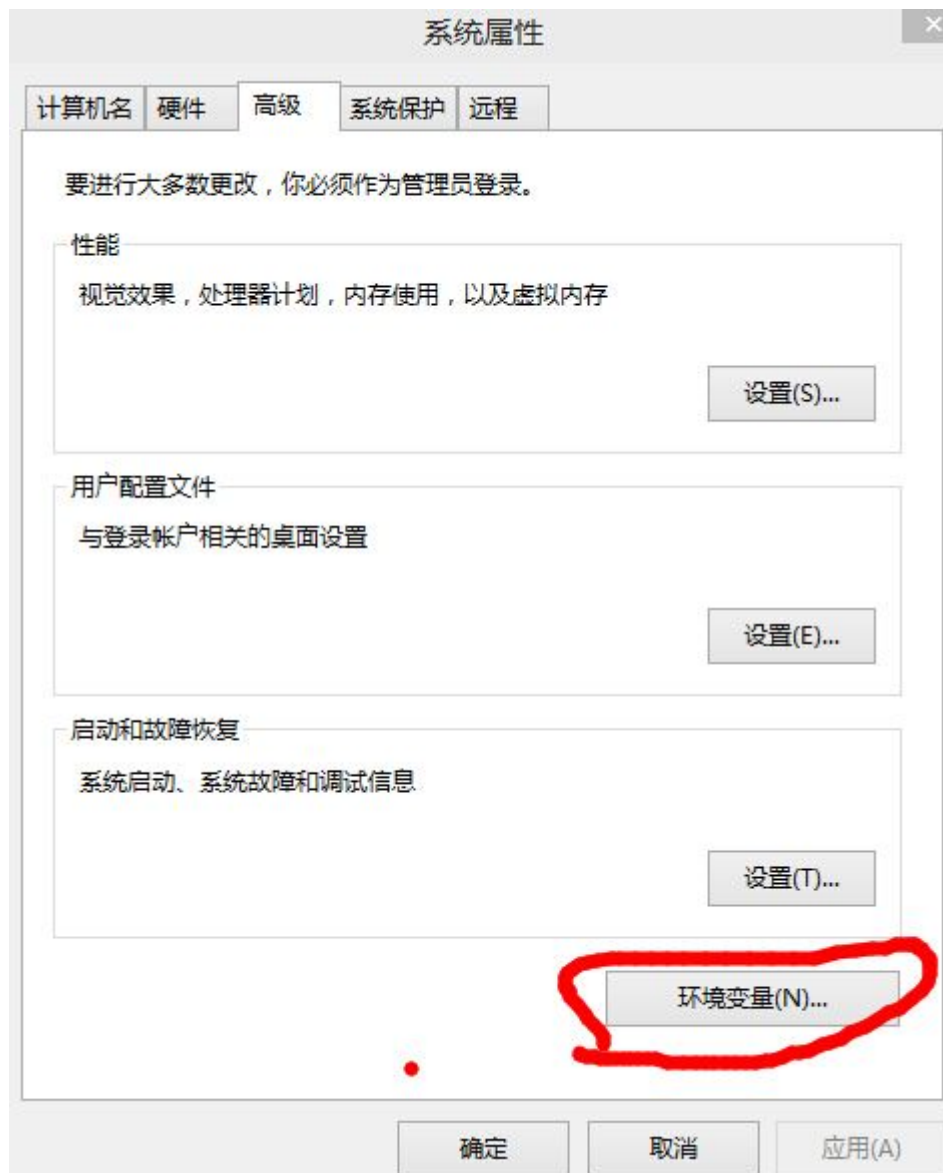 系统属性
计算机名 硬件 高级 系统保护 远程
要进行大多数更改，你必须作为管理员登录。
性能
视觉效果，处理器计划，内存使用，以及虚拟内存
设置(S)...
用户配置文件
与登录帐户相关的桌面设置
设置(E)...
启动和故障恢复
系统启动、系统故障和调试信息
设置(T)...
环境变量(N)...
确定 取消 应用(A)